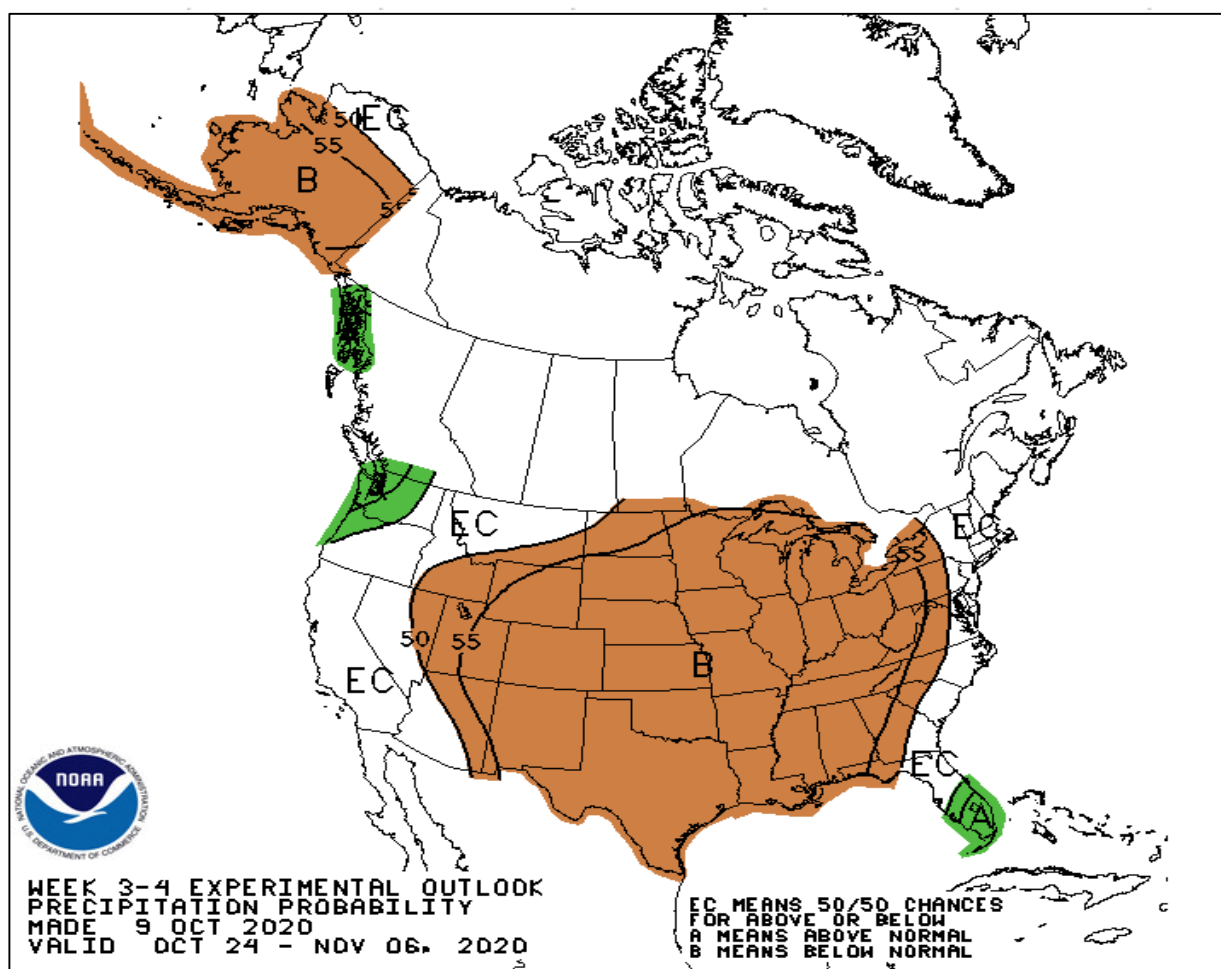 50
EC
55
B
55
EC
EC
55
50
55
B
EC
EC
A
NATIONAL OCEANIC AND ATMOSPHERIC ADMINISTRATION
NOAA
U.S. DEPARTMENT OF COMMERCE
WEEK 3-4 EXPERIMENTAL OUTLOOK
PRECIPITATION PROBABILITY
MADE 9 OCT 2020
VALID OCT 24 - NOV 06, 2020
EC MEANS 50/50 CHANCES
FOR ABOVE OR BELOW
A MEANS ABOVE NORMAL
B MEANS BELOW NORMAL